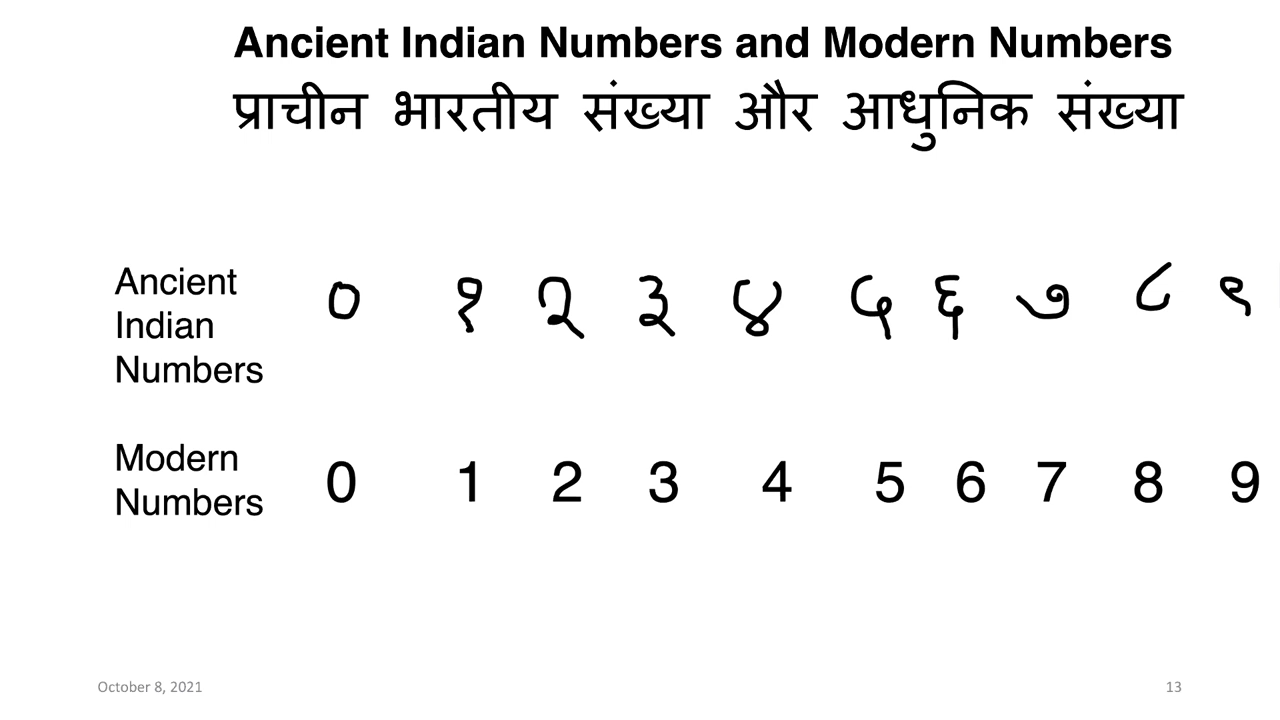 Ancient Indian Numbers and Modern Numbers
प्राचीन भारतीय संख्या और आधुनिक संख्या
Ancient
Indian
Numbers
० १ २ ३ ४ ५ ६ ७ ८ ९
Modern
Numbers
0 1 2 3 4 5 6 7 8 9
October 8, 2021 13